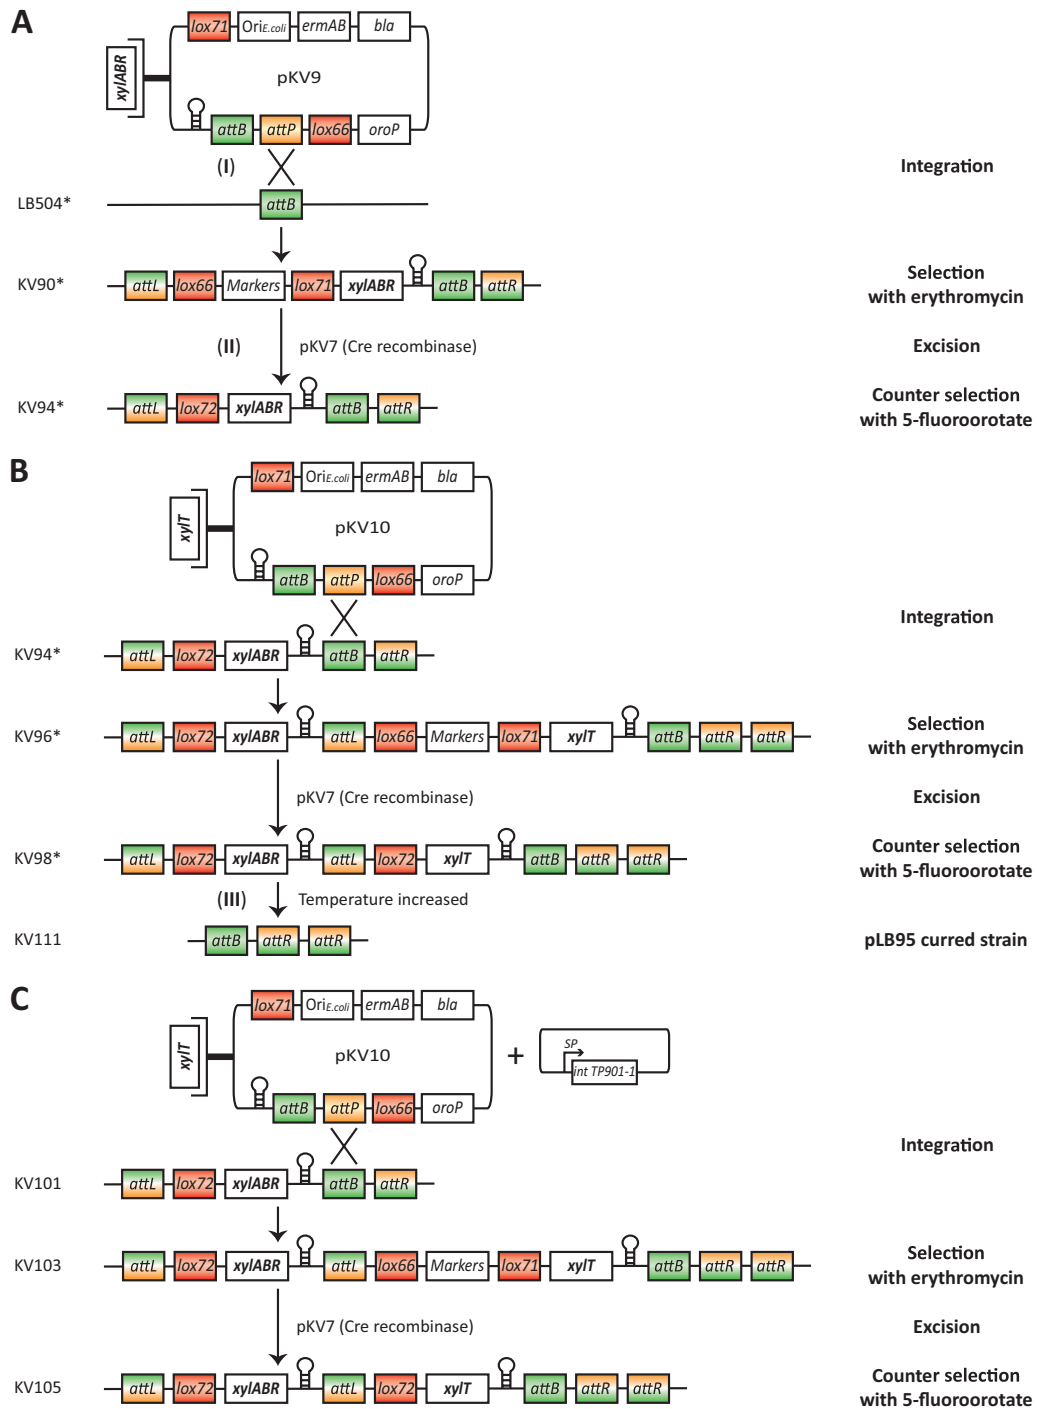 A
lox71 OriE.coli ermAB bla
xylABR
pKV9
attB attP lox66 oroP
(I)
Integration
LB504*
attB
KV90*
attL lox66 Markers lox71 xylABR attB attR
Selection
with erythromycin
(II)
pKV7 (Cre recombinase)
Excision
KV94*
attL lox72 xylABR attB attR
Counter selection
with 5-fluoroorotate
B
lox71 OriE.coli ermAB bla
xylT
pKV10
attB attP lox66 oroP
Integration
KV94*
attL lox72 xylABR attB attR
KV96*
attL lox72 xylABR attL lox66 Markers lox71 xylT attB attR attR
Selection
with erythromycin
pKV7 (Cre recombinase)
Excision
KV98*
attL lox72 xylABR attL lox72 xylT attB attR attR
Counter selection
with 5-fluoroorotate
(III)
Temperature increased
KV111
attB attR attR
pLB95 curred strain
C
lox71 OriE.coli ermAB bla
xylT
pKV10
+
SP
int TP901-1
attB attP lox66 oroP
Integration
KV101
attL lox72 xylABR attB attR
KV103
attL lox72 xylABR attL lox66 Markers lox71 xylT attB attR attR
Selection
with erythromycin
pKV7 (Cre recombinase)
Excision
KV105
attL lox72 xylABR attL lox72 xylT attB attR attR
Counter selection
with 5-fluoroorotate